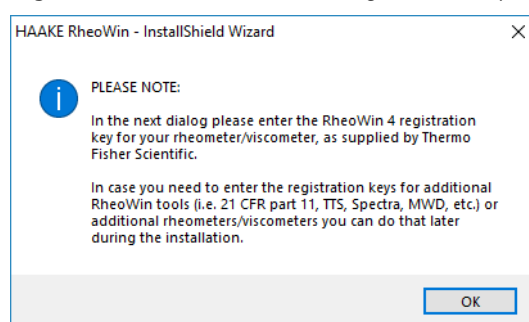 HAAKE RheoWin - InstallShield Wizard
PLEASE NOTE:
In the next dialog please enter the RheoWin 4 registration
key for your rheometer/viscometer, as supplied by Thermo
Fisher Scientific.
In case you need to enter the registration keys for additional
RheoWin tools (i.e. 21 CFR part 11, TTS, Spectra, MWD, etc.) or
additional rheometers/viscometers you can do that later
during the installation.
OK